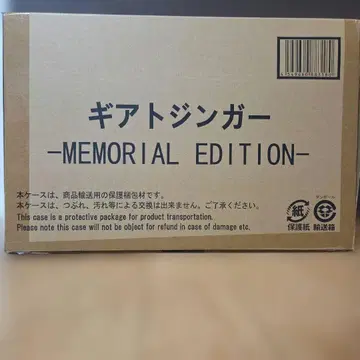 ギアトジンガー
-MEMORIAL EDITION-
本ケースは、商品輸送用の保護梱包材です。
本ケースは、つぶれ、汚れ等による交換は出来ません。ご了承ください。
This case is a protective package for product transportation.
Please note this case will not be object for refund in case of damage etc.
紙
保護紙 輸送箱